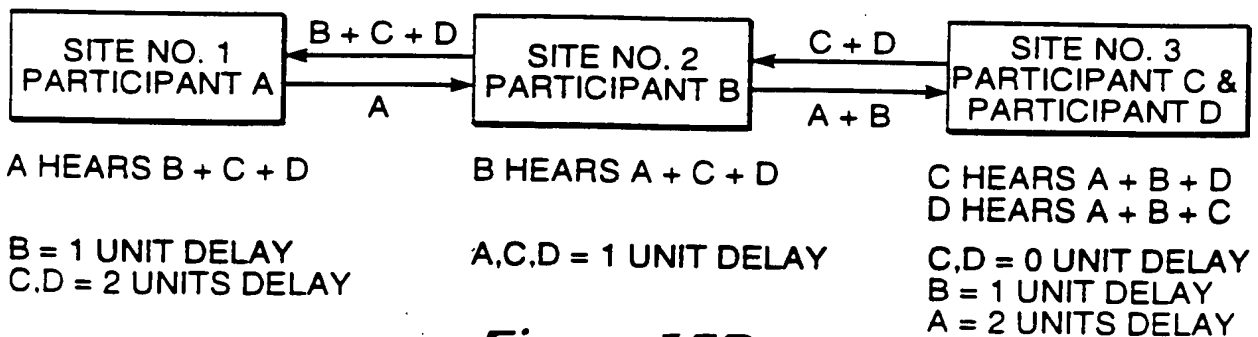 SITE NO. 1
PARTICIPANT A
B + C + D
A
SITE NO. 2
PARTICIPANT B
C + D
A + B
SITE NO. 3
PARTICIPANT C &
PARTICIPANT D
A HEARS B + C + D
B = 1 UNIT DELAY
C,D = 2 UNITS DELAY
B HEARS A + C + D
A,C,D = 1 UNIT DELAY
C HEARS A + B + D
D HEARS A + B + C
C,D = 0 UNIT DELAY
B = 1 UNIT DELAY
A = 2 UNITS DELAY